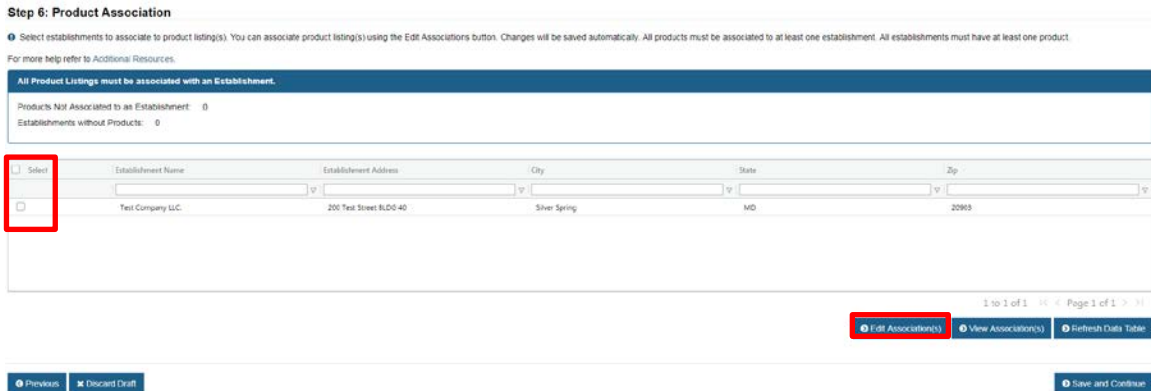 Step 6: Product Association
Select establishments to associate to product listing(s). You can associate product listing(s) using the Edit Associations button. Changes will be saved automatically. All products must be associated to at least one establishment. All establishments must have at least one product
For more help refer to Additional Resources.
All Product Listings must be associated with an Establishment.
Products Not Associated to an Establishment: 0
Establishments without Products: 0
Select Establishment Name Establishment Address City State Zip
Test Company LLC. 200 Test Street BLDG 40 Silver Spring MD 20903
1 to 1 of 1 Page 1 of 1
Edit Association(s) View Association(s) Refresh Data Table
Previous Discard Draft Save and Continue